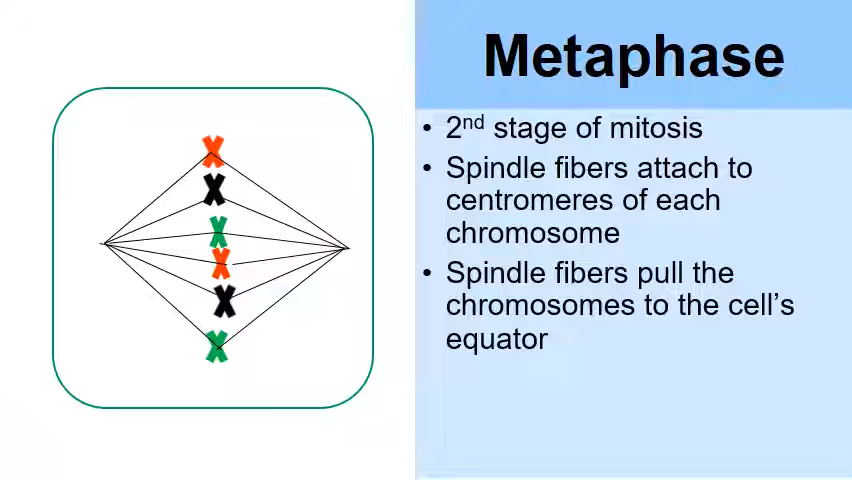 Metaphase
• 2nd stage of mitosis
• Spindle fibers attach to
centromeres of each
chromosome
• Spindle fibers pull the
chromosomes to the cell’s
equator